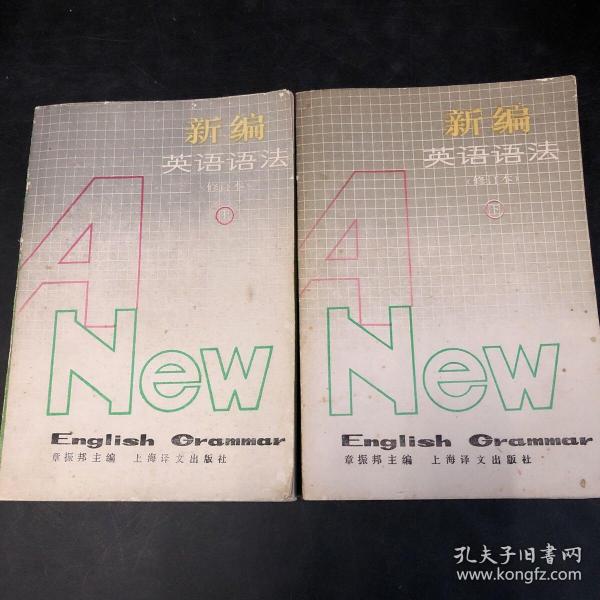 新编
英语语法
(修订本)
中
A
New
English Grammar
章振邦主编 上海译文出版社
新编
英语语法
(修订本)
下
A
New
English Grammar
章振邦主编 上海译文出版社
孔夫子旧书网
www.kongfz.com